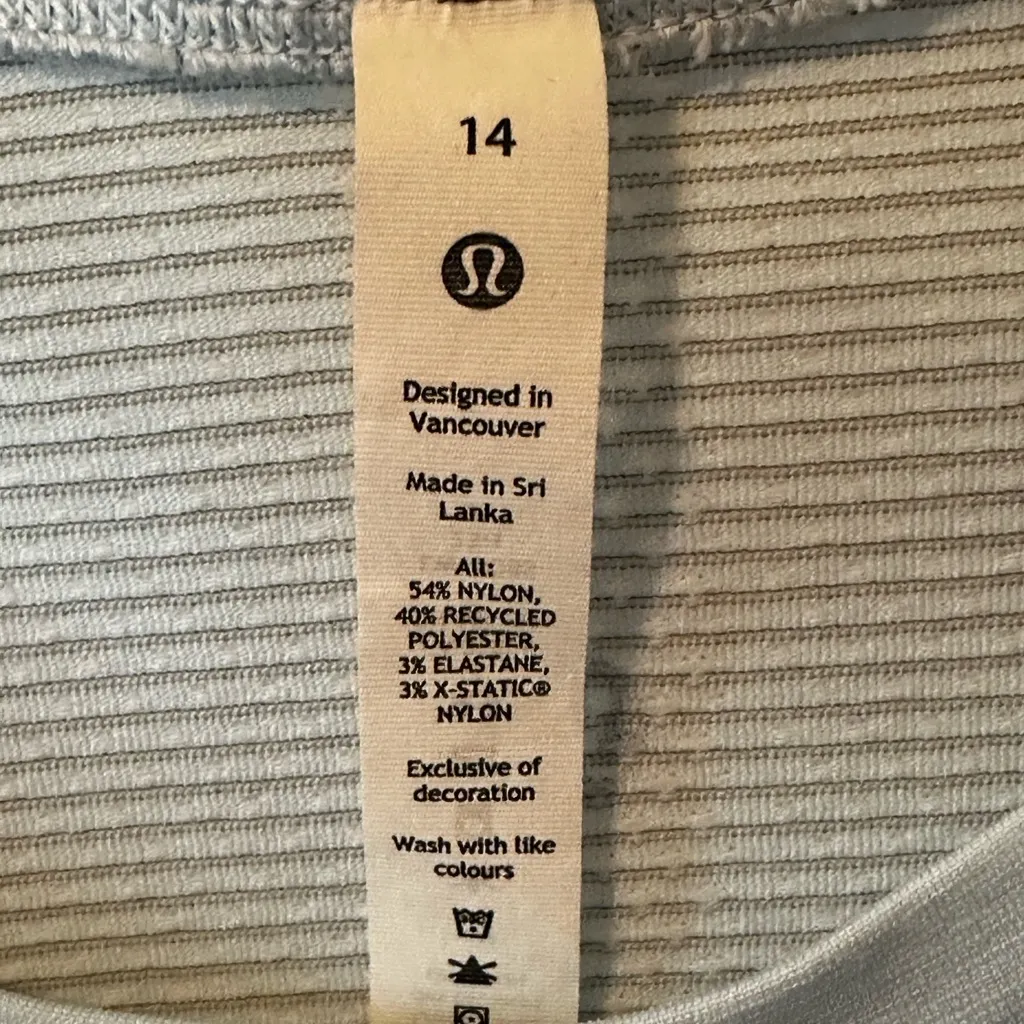 14
Designed in
Vancouver
Made in Sri
Lanka
All:
54% NYLON,
40% RECYCLED
POLYESTER,
3% ELASTANE,
3% X-STATIC®
NYLON
Exclusive of
decoration
Wash with like
colours